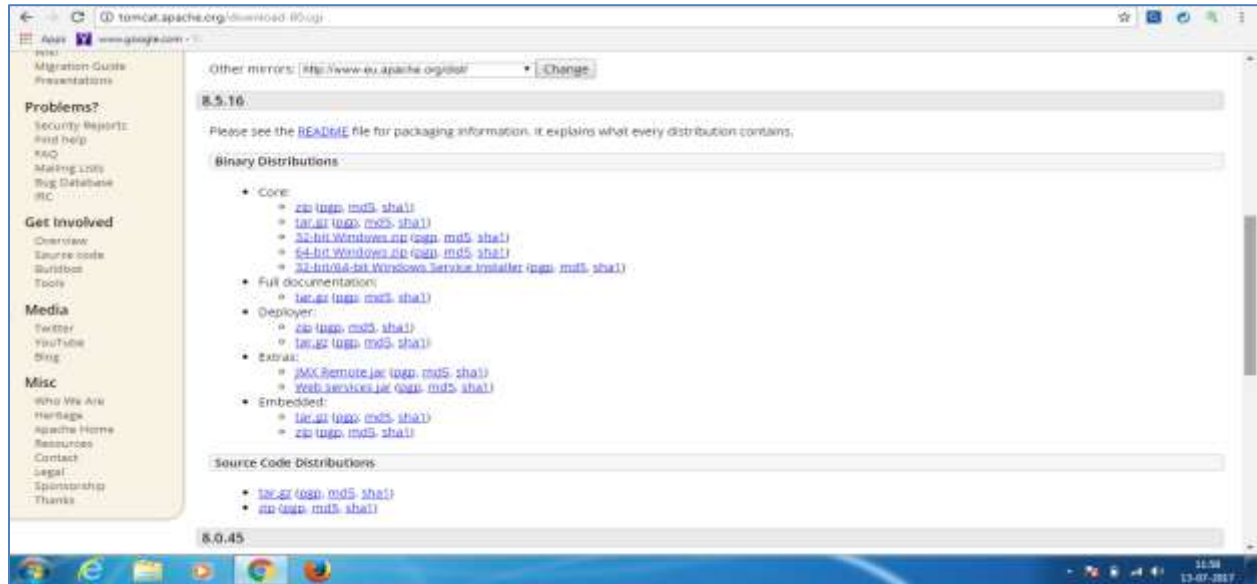 tomcat.apache.org/download-80.cgi
Apps www.google.com -
Wiki
Migration Guide
Presentations
Problems?
Security Reports
Find help
FAQ
Mailing Lists
Bug Database
IRC
Get Involved
Overview
Source code
Buildbot
Tools
Media
Twitter
YouTube
Blog
Misc
Who We Are
Heritage
Apache Home
Resources
Contact
Legal
Sponsorship
Thanks
Other mirrors: http://www-eu.apache.org/dist/ Change
8.5.16
Please see the README file for packaging information. It explains what every distribution contains.
Binary Distributions
Core:
zip (pgp, md5, sha1)
tar.gz (pgp, md5, sha1)
32-bit Windows zip (pgp, md5, sha1)
64-bit Windows zip (pgp, md5, sha1)
32-bit/64-bit Windows Service Installer (pgp, md5, sha1)
Full documentation:
tar.gz (pgp, md5, sha1)
Deployer:
zip (pgp, md5, sha1)
tar.gz (pgp, md5, sha1)
Extras:
JMX Remote jar (pgp, md5, sha1)
Web services jar (pgp, md5, sha1)
Embedded:
tar.gz (pgp, md5, sha1)
zip (pgp, md5, sha1)
Source Code Distributions
tar.gz (pgp, md5, sha1)
zip (pgp, md5, sha1)
8.0.45
11:58
13-07-2017